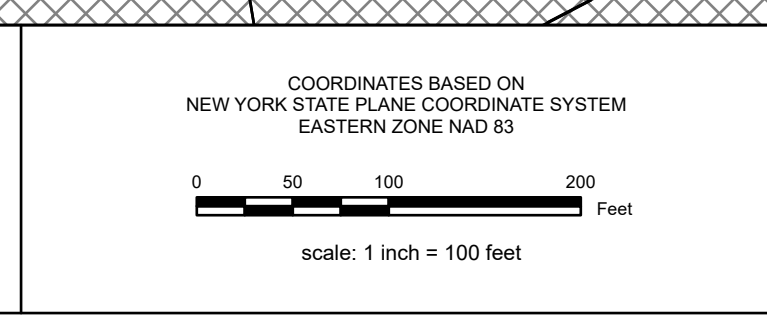 COORDINATES BASED ON
NEW YORK STATE PLANE COORDINATE SYSTEM
EASTERN ZONE NAD 83
0 50 100 200
Feet
scale: 1 inch = 100 feet